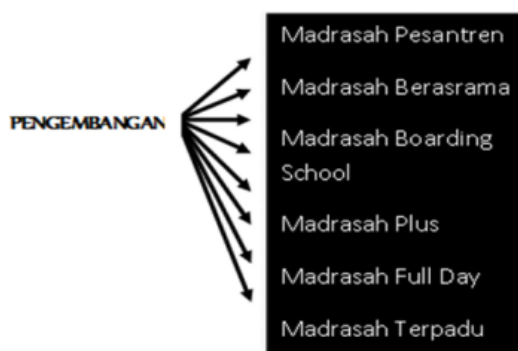 PENGEMBANGAN
Madrasah Pesantren
Madrasah Berasrama
Madrasah Boarding
School
Madrasah Plus
Madrasah Full Day
Madrasah Terpadu